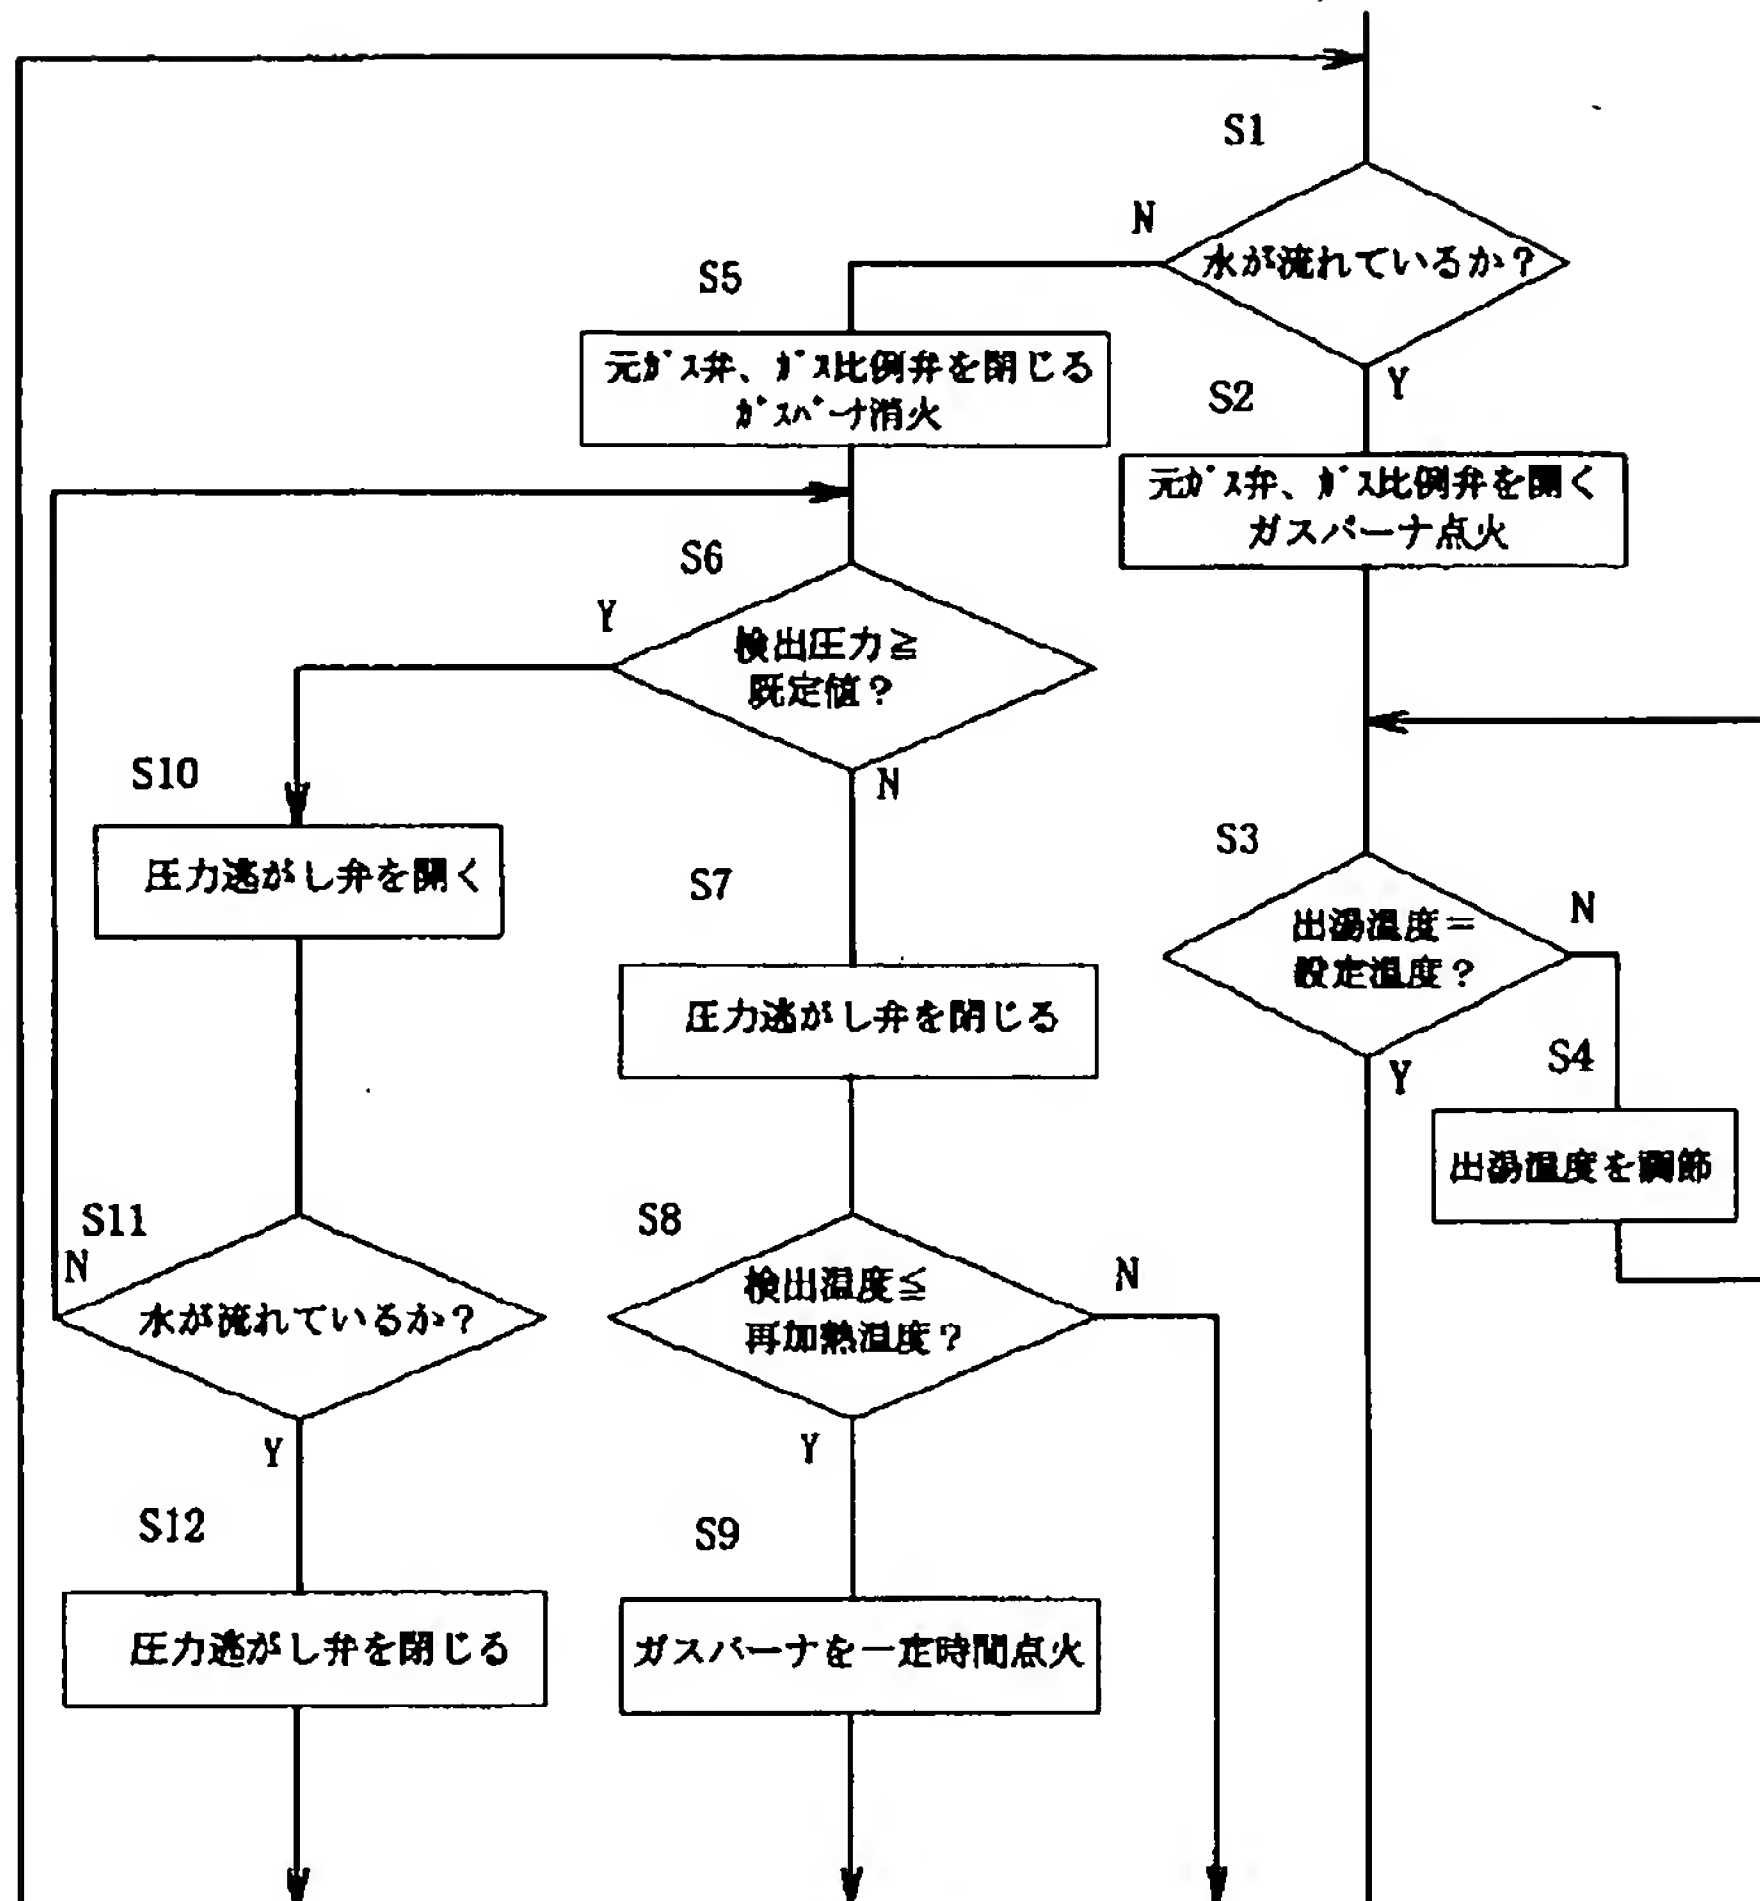 S1
N
水が流れているか？
S5
元ガス弁、ガス比例弁を閉じる
ガスバーナ消火
Y
S2
元ガス弁、ガス比例弁を開く
ガスバーナ点火
S6
Y
検出圧力≧
既定値？
N
S10
圧力逃がし弁を開く
S7
圧力逃がし弁を閉じる
S3
N
出湯温度＝
設定温度？
Y
S4
出湯温度を調節
S11
N
水が流れているか？
Y
S8
検出温度≦
再加熱温度？
N
Y
S12
圧力逃がし弁を閉じる
S9
ガスバーナを一定時間点火